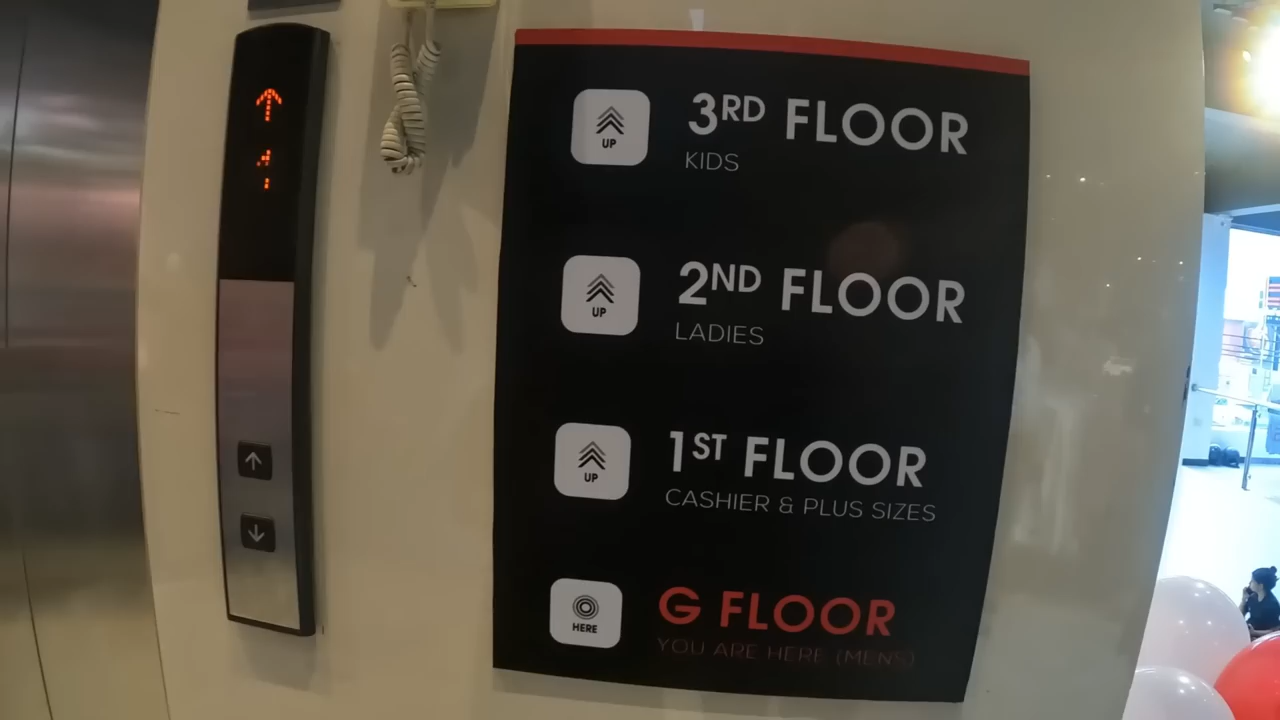 UP
3RD FLOOR
KIDS
UP
2ND FLOOR
LADIES
UP
1ST FLOOR
CASHIER & PLUS SIZES
HERE
G FLOOR
YOU ARE HERE (MENS)